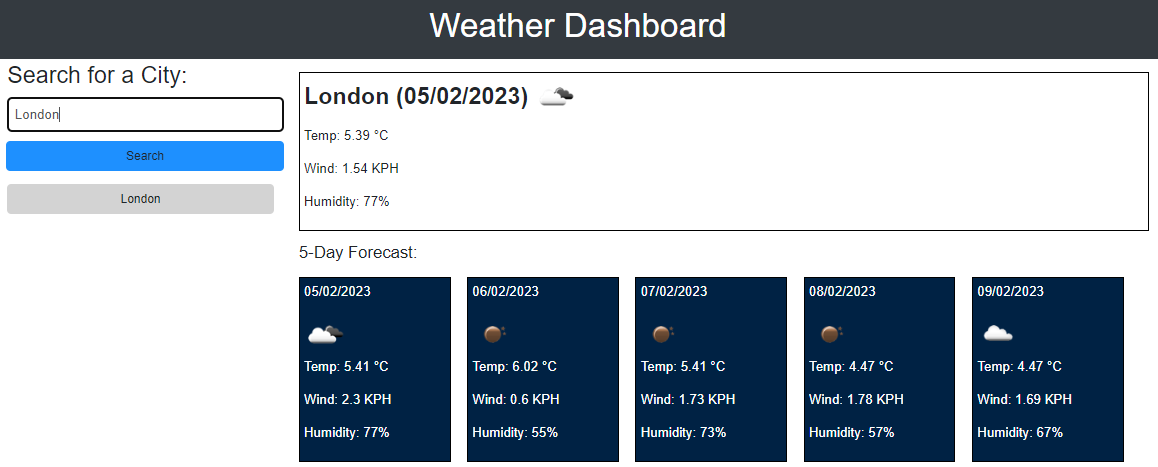 Weather Dashboard
Search for a City:
London
Search
London
London (05/02/2023)
Temp: 5.39 °C
Wind: 1.54 KPH
Humidity: 77%
5-Day Forecast:
05/02/2023
Temp: 5.41 °C
Wind: 2.3 KPH
Humidity: 77%
06/02/2023
Temp: 6.02 °C
Wind: 0.6 KPH
Humidity: 55%
07/02/2023
Temp: 5.41 °C
Wind: 1.73 KPH
Humidity: 73%
08/02/2023
Temp: 4.47 °C
Wind: 1.78 KPH
Humidity: 57%
09/02/2023
Temp: 4.47 °C
Wind: 1.69 KPH
Humidity: 67%